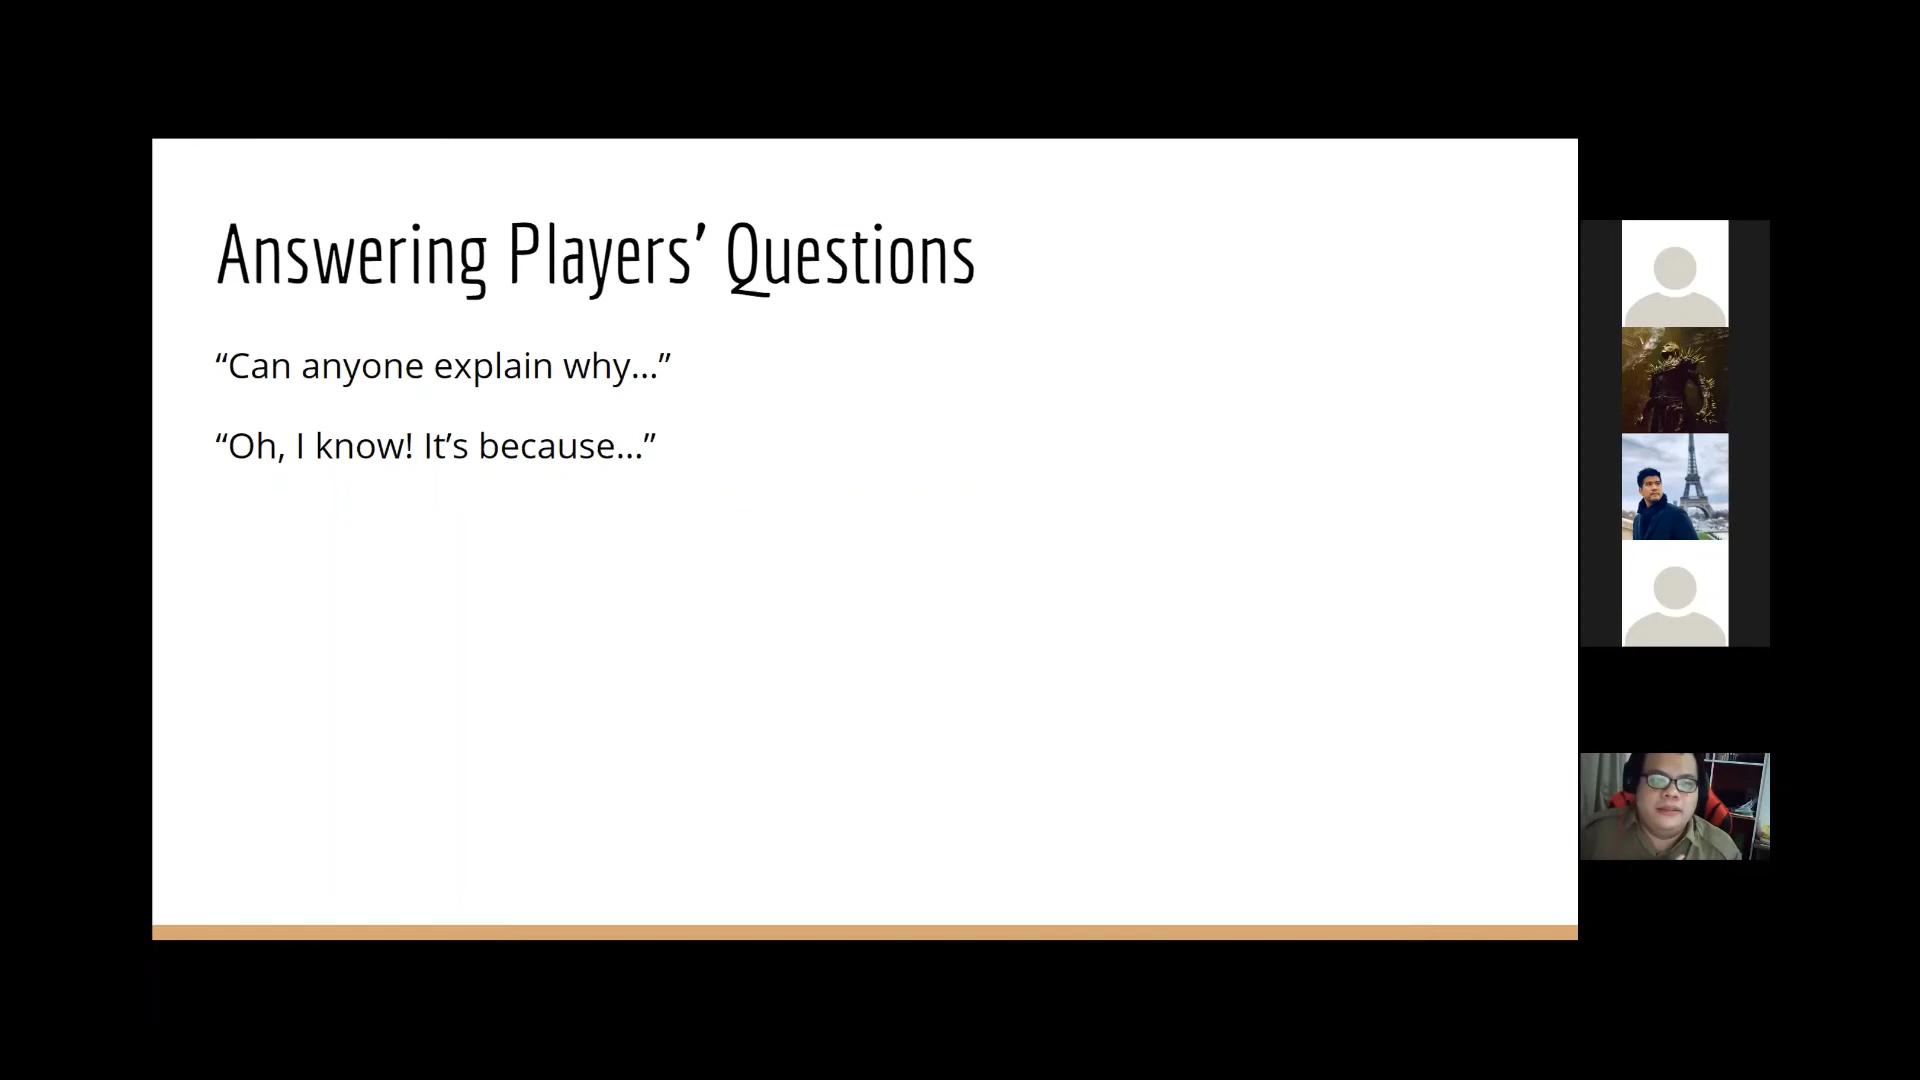 Answering Players’ Questions
“Can anyone explain why...”
“Oh, I know! It’s because...”